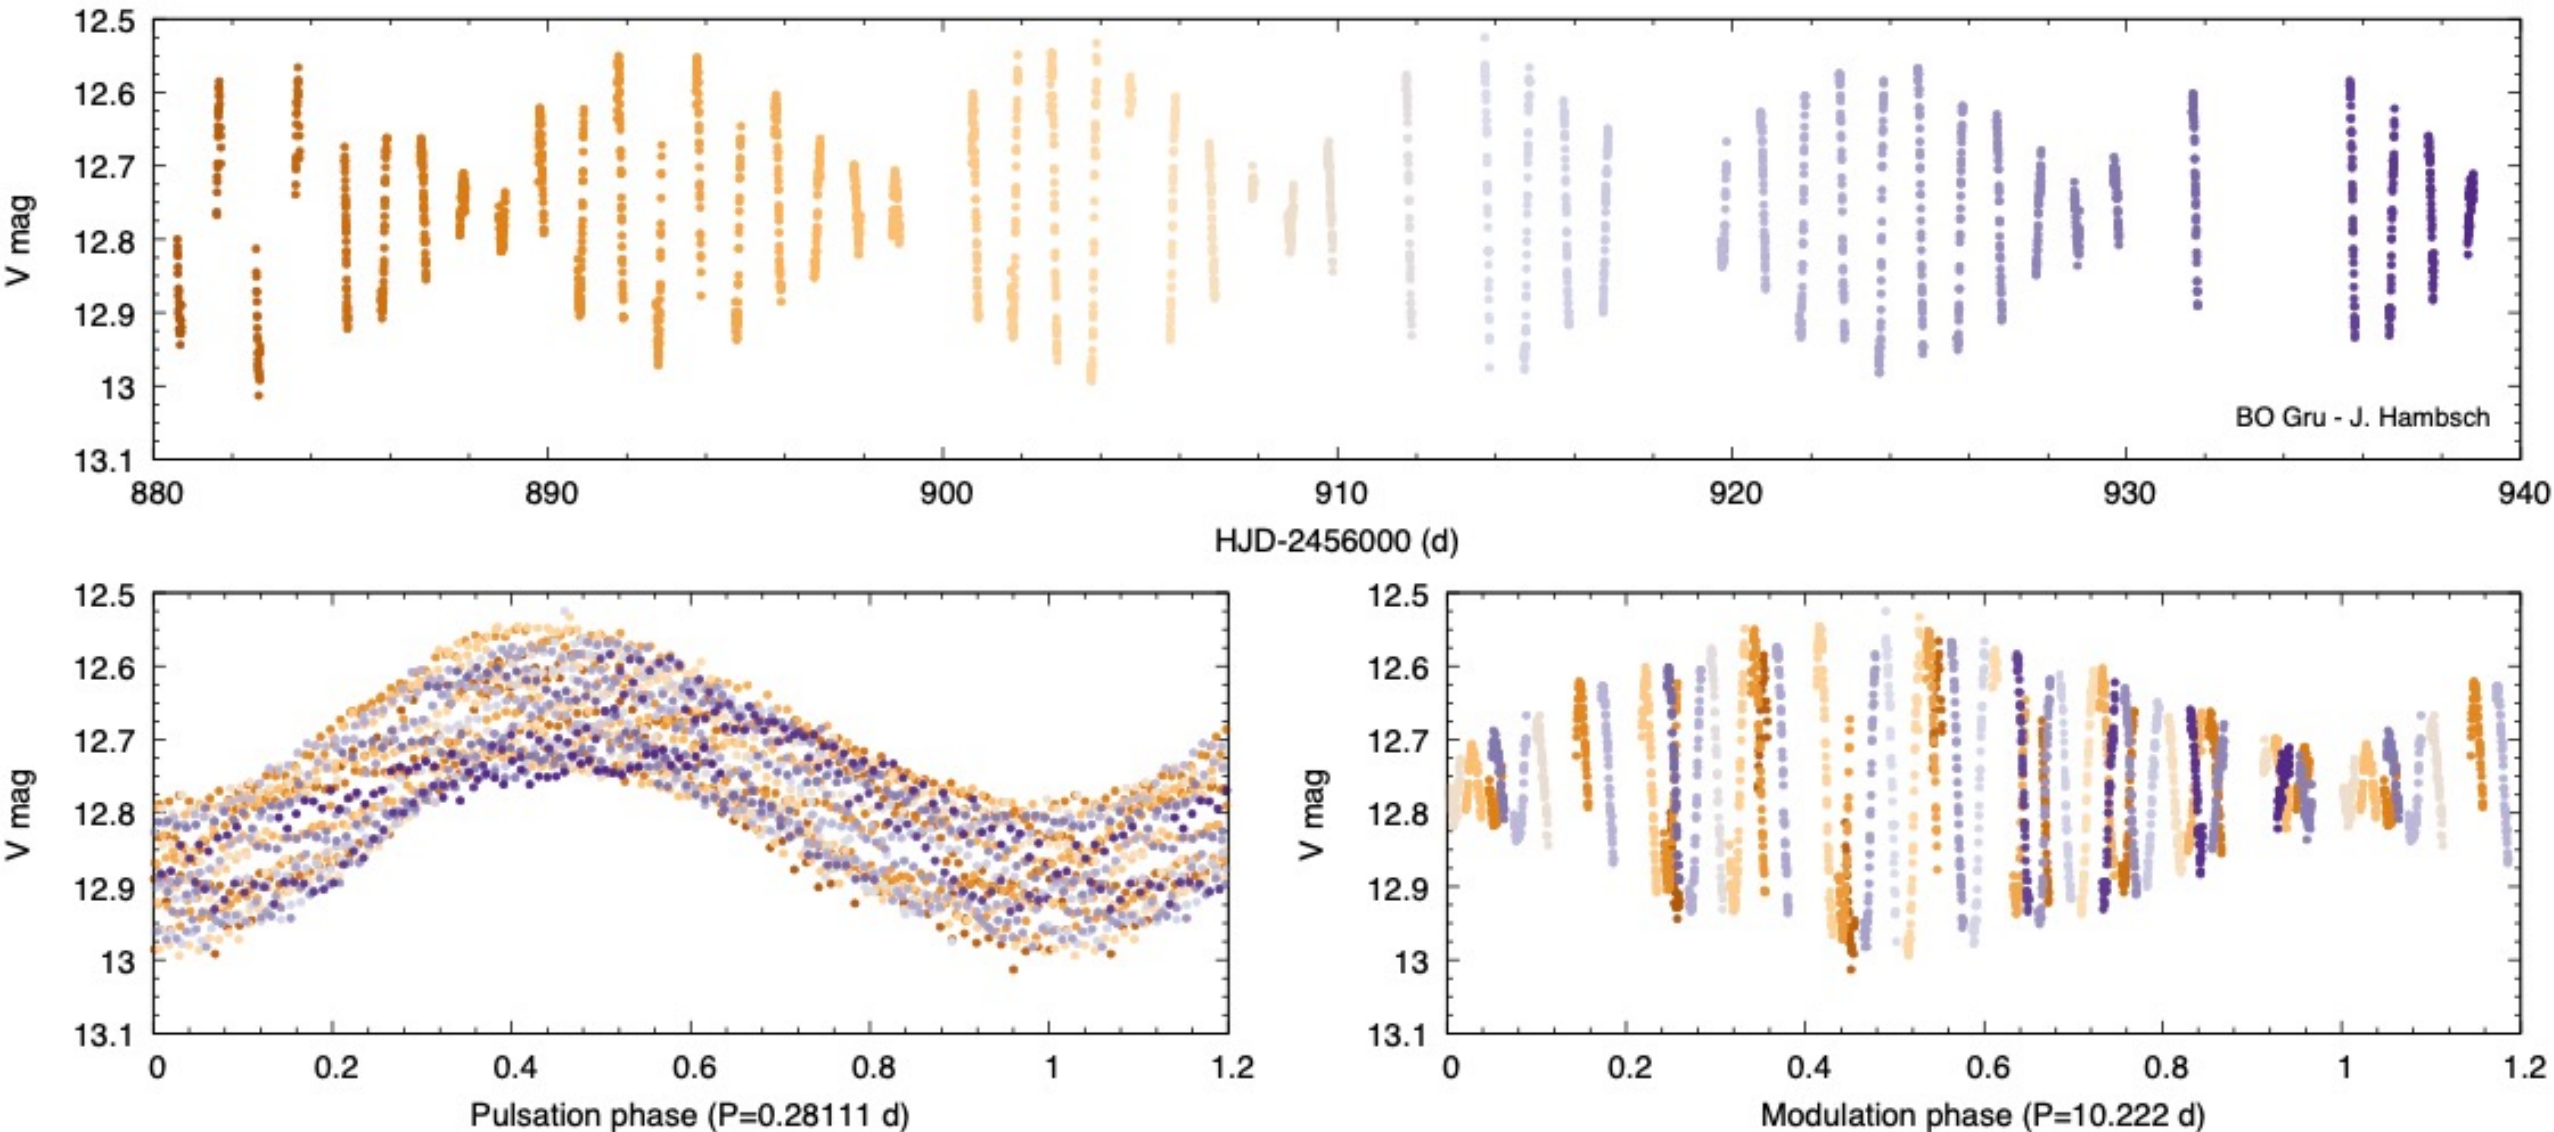 12.5
12.6
12.7
12.8
12.9
13
13.1
V mag
BO Gru - J. Hambsch
880 890 900 910 920 930 940
HJD-2456000 (d)
12.5
12.6
12.7
12.8
12.9
13
13.1
V mag
0 0.2 0.4 0.6 0.8 1 1.2
Pulsation phase (P=0.28111 d)
12.5
12.6
12.7
12.8
12.9
13
13.1
V mag
0 0.2 0.4 0.6 0.8 1 1.2
Modulation phase (P=10.222 d)